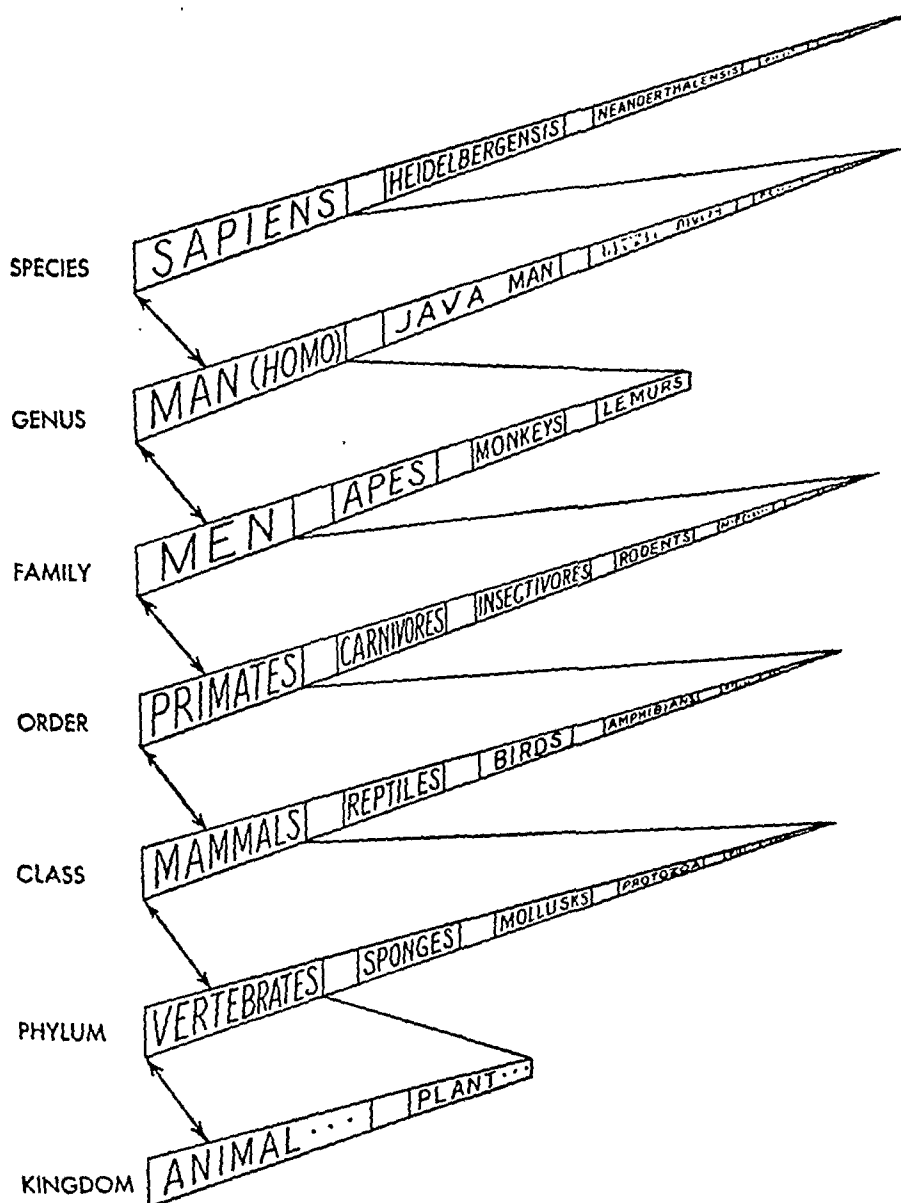 SPECIES SAPIENS HEIDELBERGENSIS NEANDERTHALENSIS
GENUS MAN (HOMO) JAVA MAN
FAMILY MEN APES MONKEYS LEMURS
ORDER PRIMATES CARNIVORES INSECTIVORES RODENTS
CLASS MAMMALS REPTILES BIRDS AMPHIBIANS
PHYLUM VERTEBRATES SPONGES MOLLUSKS PROTOZOA
KINGDOM ANIMAL ··· PLANT ···